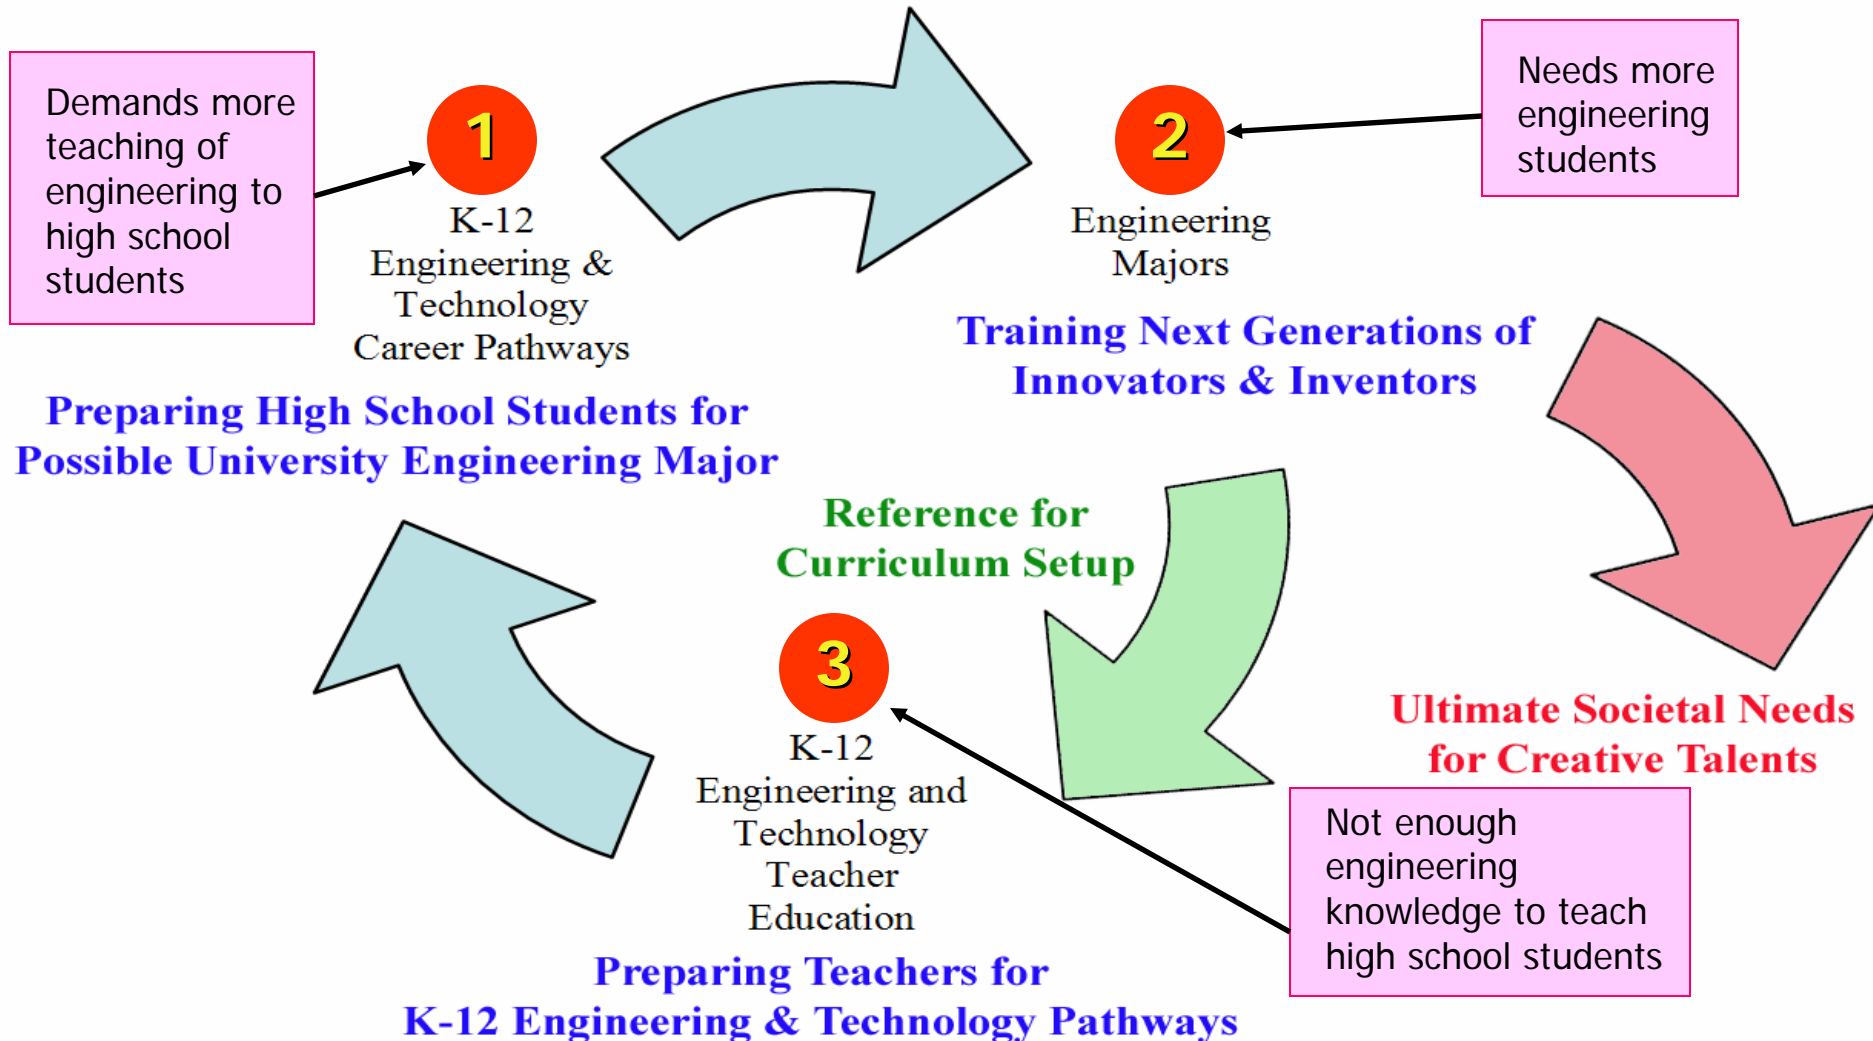 Demands more
teaching of
engineering to
high school
students
1
K-12
Engineering &
Technology
Career Pathways
Preparing High School Students for
Possible University Engineering Major
2
Engineering
Majors
Needs more
engineering
students
Training Next Generations of
Innovators & Inventors
Reference for
Curriculum Setup
Ultimate Societal Needs
for Creative Talents
3
K-12
Engineering and
Technology
Teacher
Education
Not enough
engineering
knowledge to teach
high school students
Preparing Teachers for
K-12 Engineering & Technology Pathways